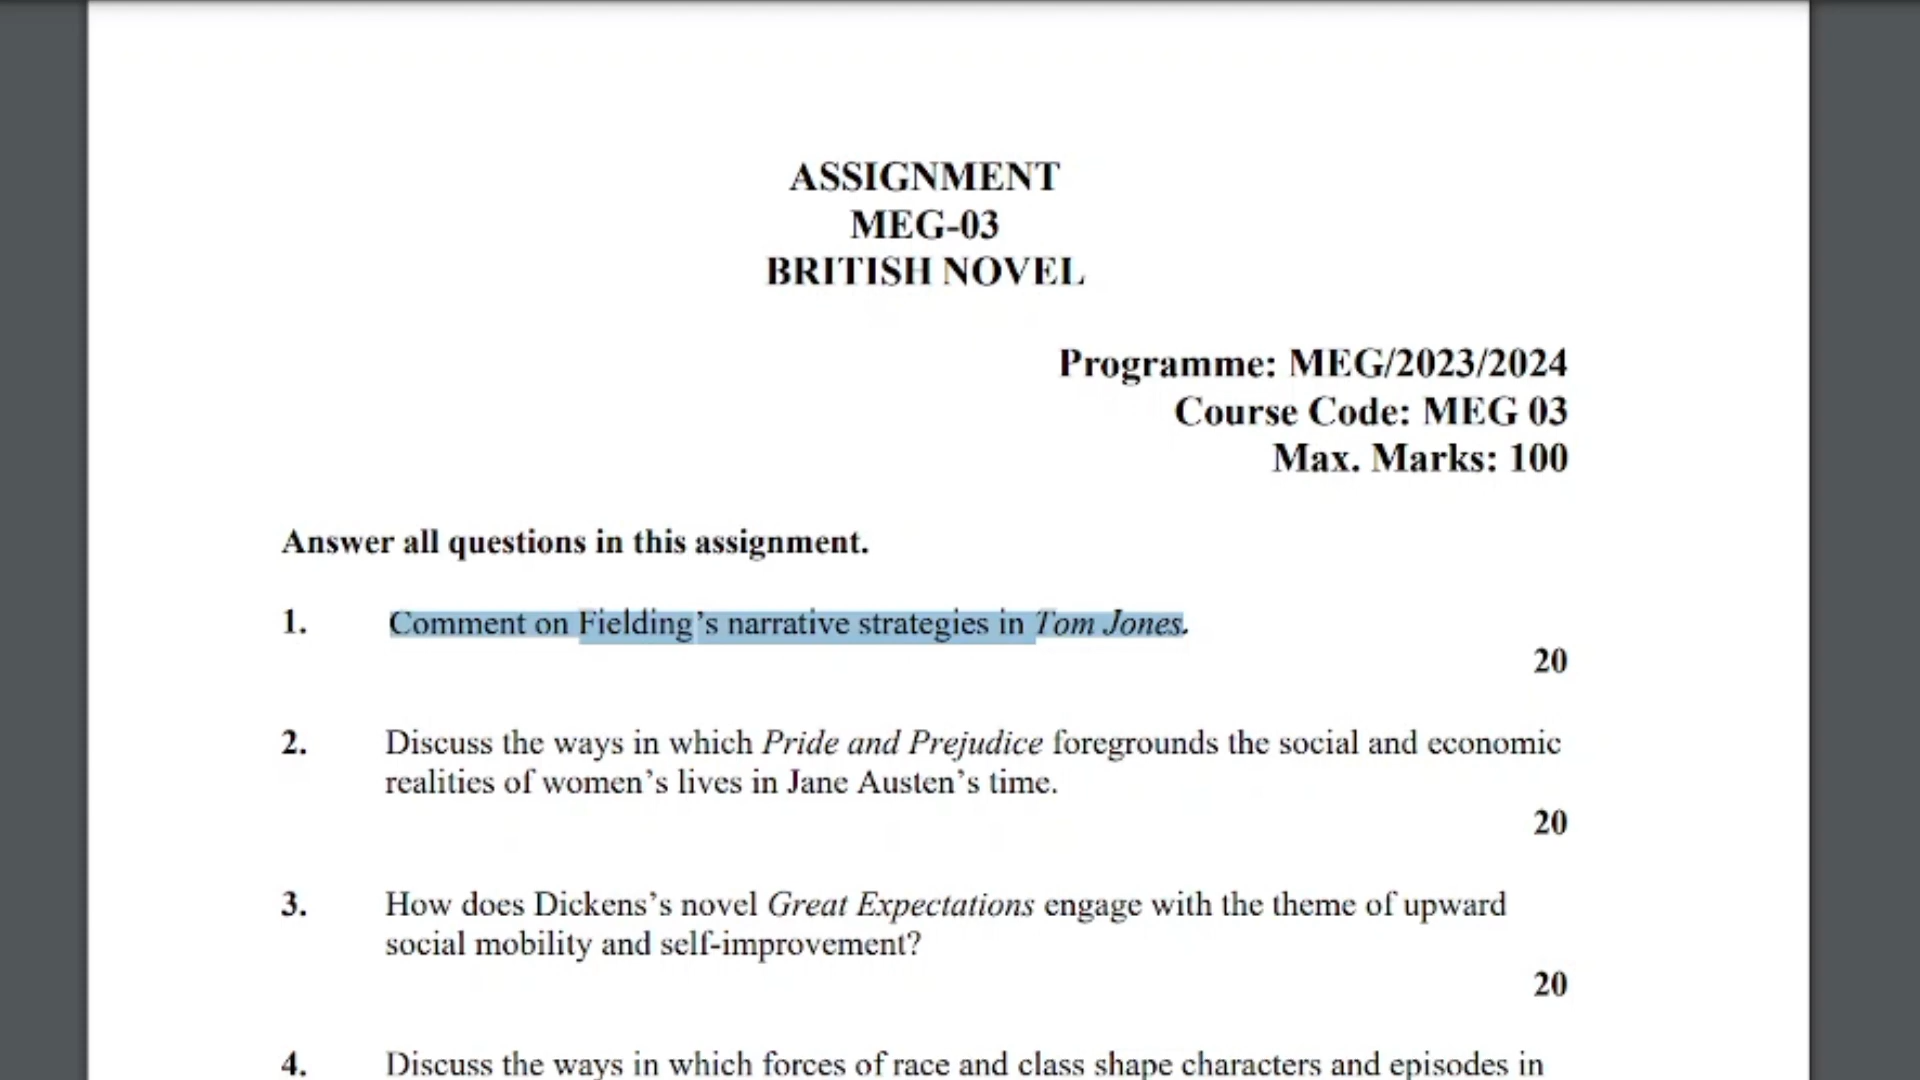 ASSIGNMENT
MEG-03
BRITISH NOVEL
Programme: MEG/2023/2024
Course Code: MEG 03
Max. Marks: 100
Answer all questions in this assignment.
1. Comment on Fielding’s narrative strategies in Tom Jones.
20
2. Discuss the ways in which Pride and Prejudice foregrounds the social and economic
realities of women’s lives in Jane Austen’s time.
20
3. How does Dickens’s novel Great Expectations engage with the theme of upward
social mobility and self-improvement?
20
4. Discuss the ways in which forces of race and class shape characters and episodes in